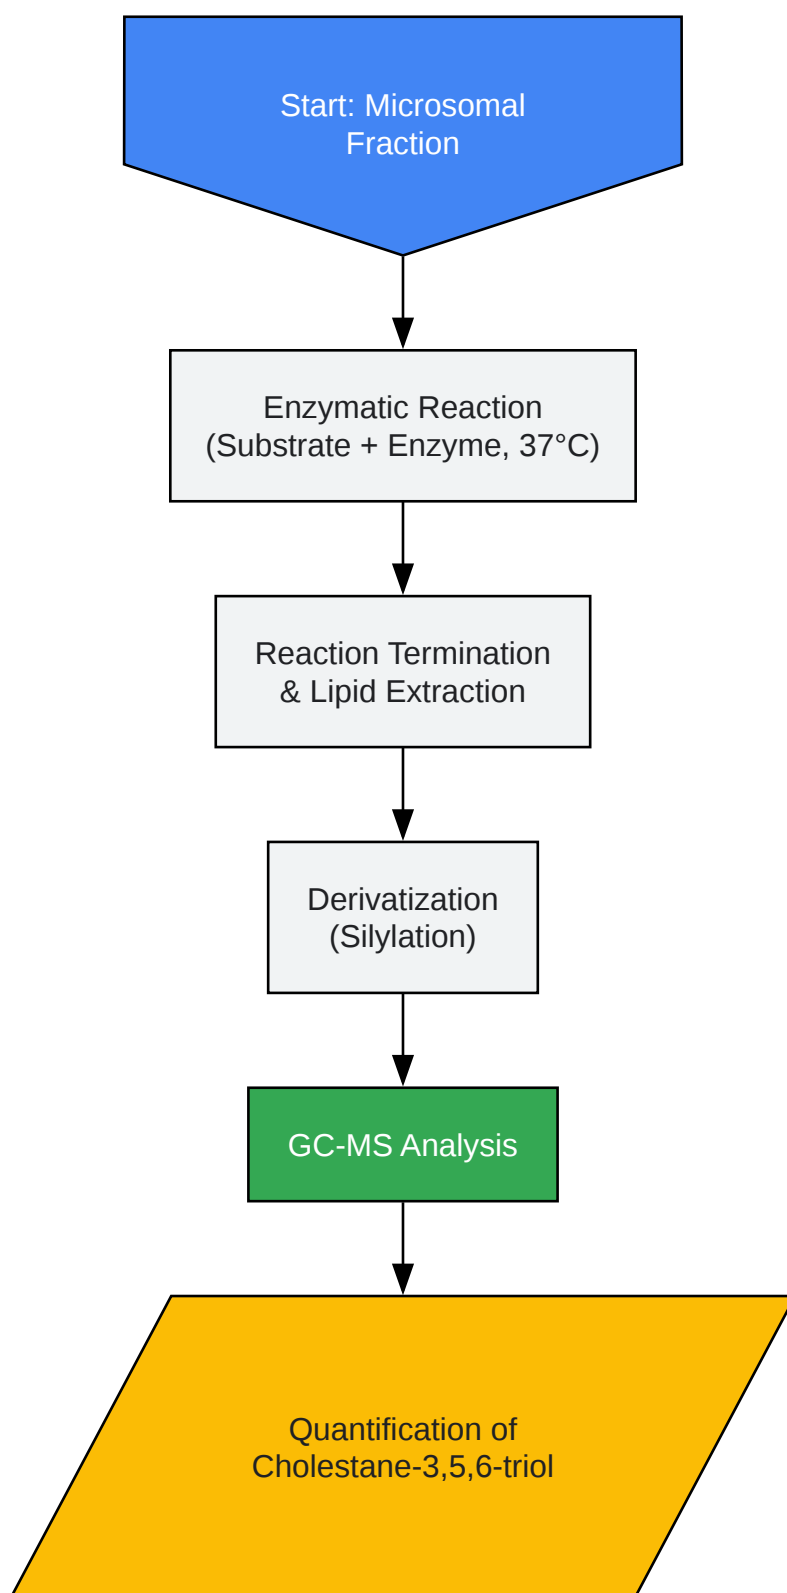 Start: Microsomal
Fraction
Enzymatic Reaction
(Substrate + Enzyme, 37°C)
Reaction Termination
& Lipid Extraction
Derivatization
(Silylation)
GC-MS Analysis
Quantification of
Cholestane-3,5,6-triol